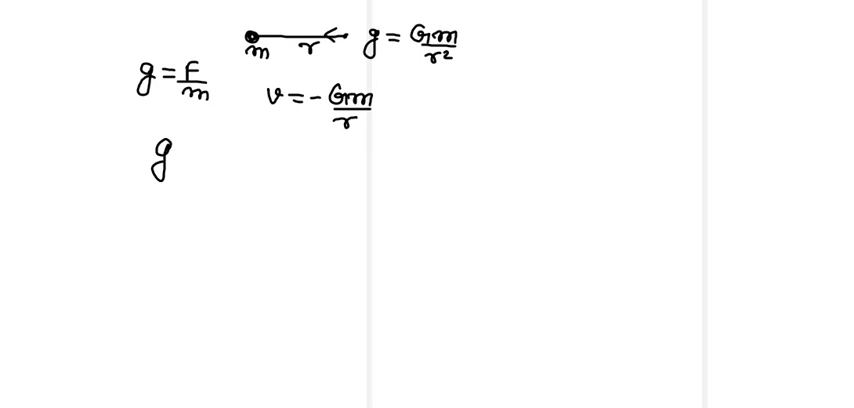 m r g = Gm/r²
g = F/m
v = - Gm/r
g